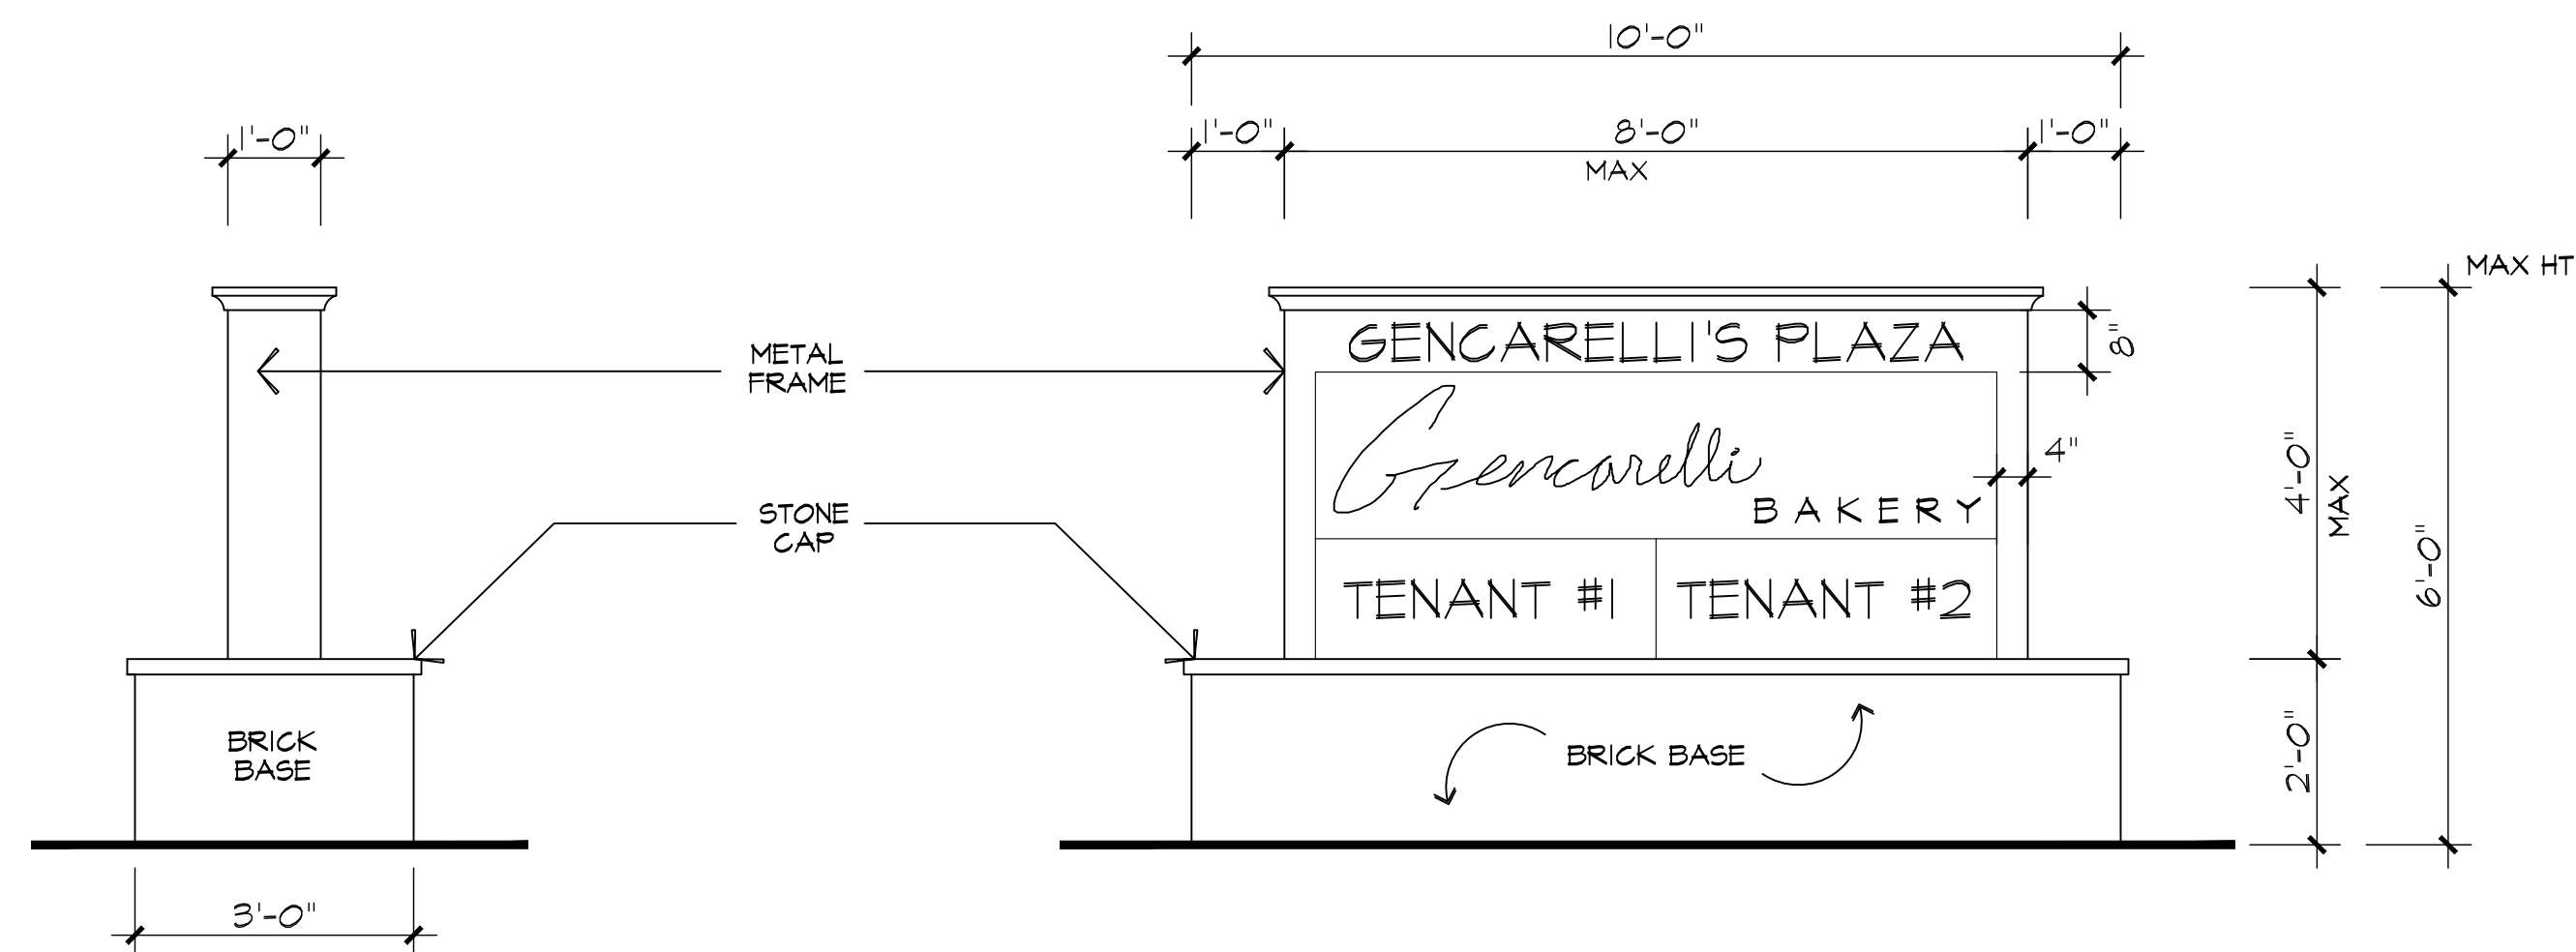 10'-0"
1'-0"
1'-0"
8'-0"
1'-0"
MAX
MAX HT
GENCARELLI'S PLAZA
8"
METAL
FRAME
Gencarelli
4"
BAKERY
4'-0"
MAX
STONE
CAP
6'-0"
TENANT #1
TENANT #2
BRICK
BASE
BRICK BASE
2'-0"
3'-0"